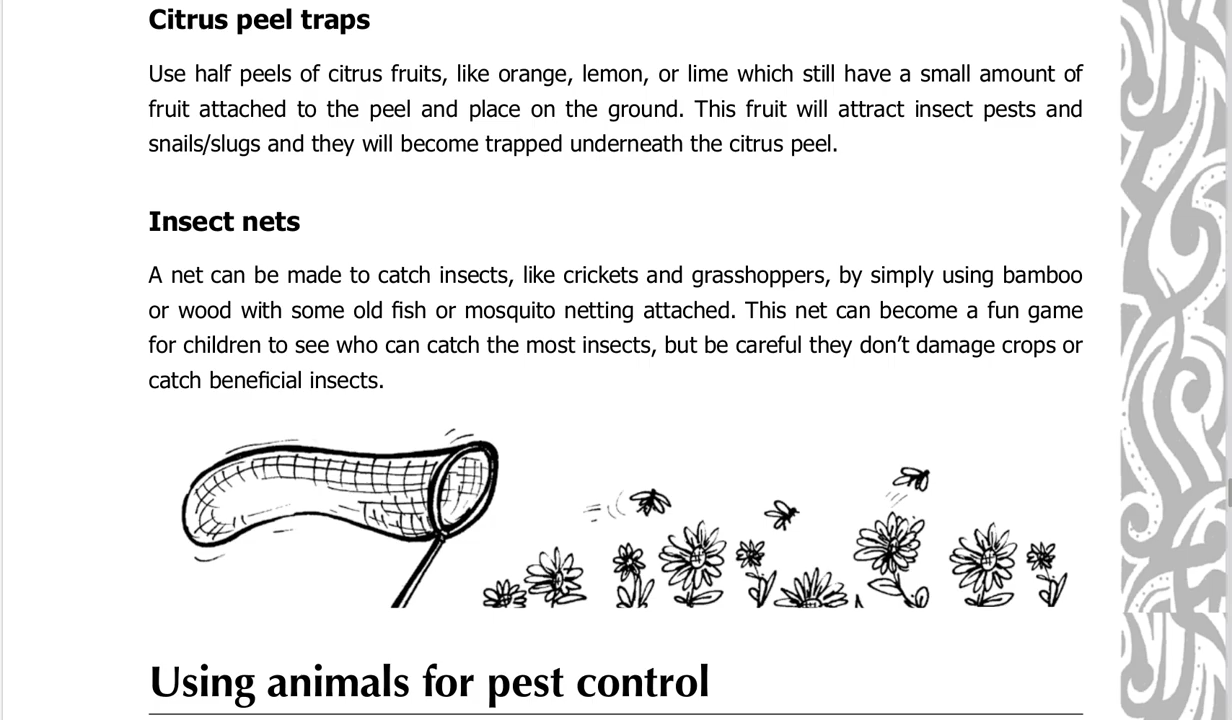 Citrus peel traps
Use half peels of citrus fruits, like orange, lemon, or lime which still have a small amount of
fruit attached to the peel and place on the ground. This fruit will attract insect pests and
snails/slugs and they will become trapped underneath the citrus peel.
Insect nets
A net can be made to catch insects, like crickets and grasshoppers, by simply using bamboo
or wood with some old fish or mosquito netting attached. This net can become a fun game
for children to see who can catch the most insects, but be careful they don’t damage crops or
catch beneficial insects.
Using animals for pest control